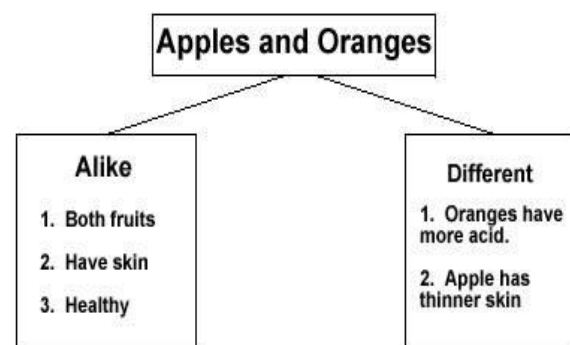 Apples and Oranges
Alike
1. Both fruits
2. Have skin
3. Healthy
Different
1. Oranges have
more acid.
2. Apple has
thinner skin